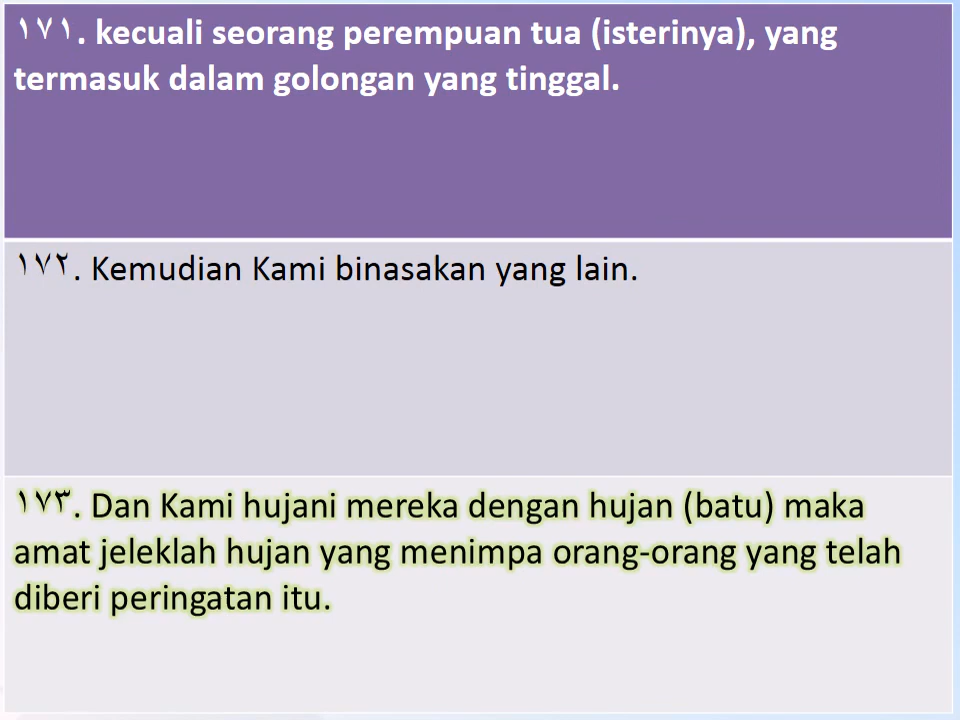 ١٧١. kecuali seorang perempuan tua (isterinya), yang
termasuk dalam golongan yang tinggal.
١٧٢. Kemudian Kami binasakan yang lain.
١٧٣. Dan Kami hujani mereka dengan hujan (batu) maka
amat jeleklah hujan yang menimpa orang-orang yang telah
diberi peringatan itu.